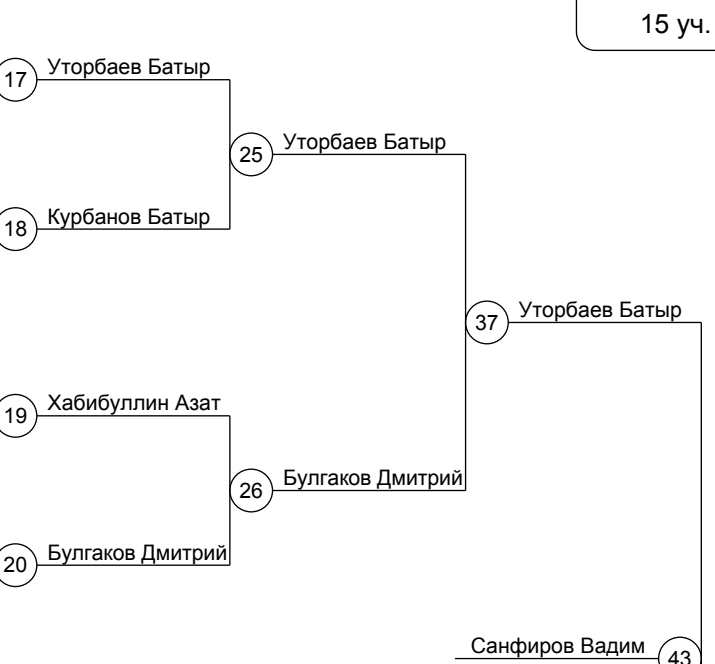 15 уч.
17 Уторбаев Батыр
25 Уторбаев Батыр
18 Курбанов Батыр
37 Уторбаев Батыр
19 Хабибуллин Азат
26 Булгаков Дмитрий
20 Булгаков Дмитрий
Санфиров Вадим 43